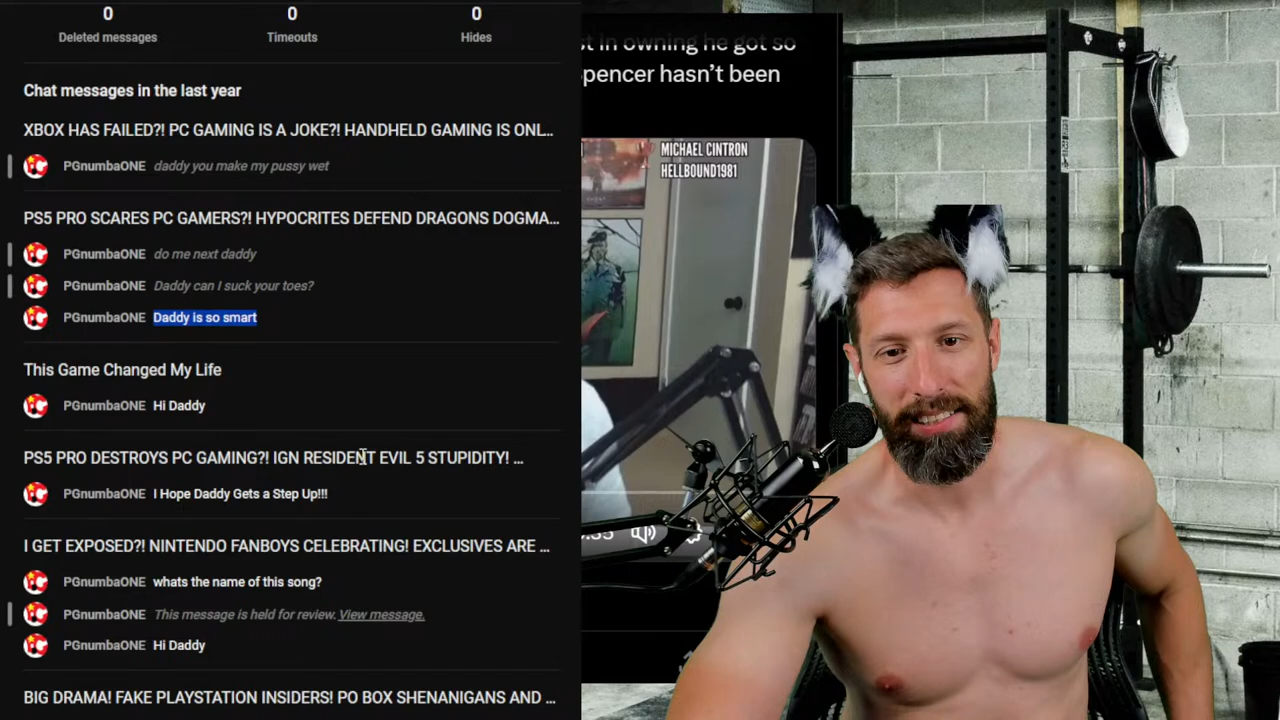 0
0
0
Deleted messages
Timeouts
Hides
Chat messages in the last year
XBOX HAS FAILED?! PC GAMING IS A JOKE?! HANDHELD GAMING IS ONL...
PGnumbaONE daddy you make my pussy wet
PS5 PRO SCARES PC GAMERS?! HYPOCRITES DEFEND DRAGONS DOGMA...
PGnumbaONE do me next daddy
PGnumbaONE Daddy can I suck your toes?
PGnumbaONE Daddy is so smart
This Game Changed My Life
PGnumbaONE Hi Daddy
PS5 PRO DESTROYS PC GAMING?! IGN RESIDENT EVIL 5 STUPIDITY! ...
PGnumbaONE I Hope Daddy Gets a Step Up!!!
I GET EXPOSED?! NINTENDO FANBOYS CELEBRATING! EXCLUSIVES ARE ...
PGnumbaONE whats the name of this song?
PGnumbaONE This message is held for review. View message.
PGnumbaONE Hi Daddy
BIG DRAMA! FAKE PLAYSTATION INSIDERS! PO BOX SHENANIGANS AND ...
in owning he got so
spencer hasn't been
MICHAEL CINTRON
HELLBOUND1981